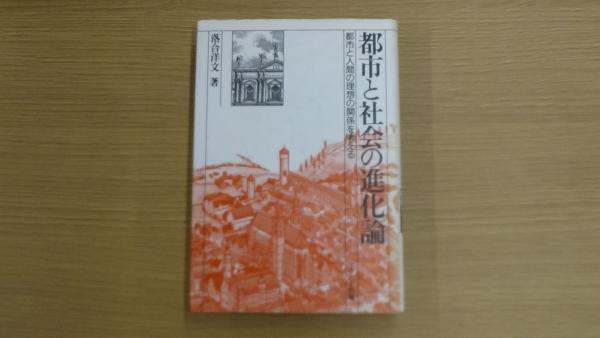 都市と社会の進化論
都市と人間の理想の関係を考える
落合洋文 著